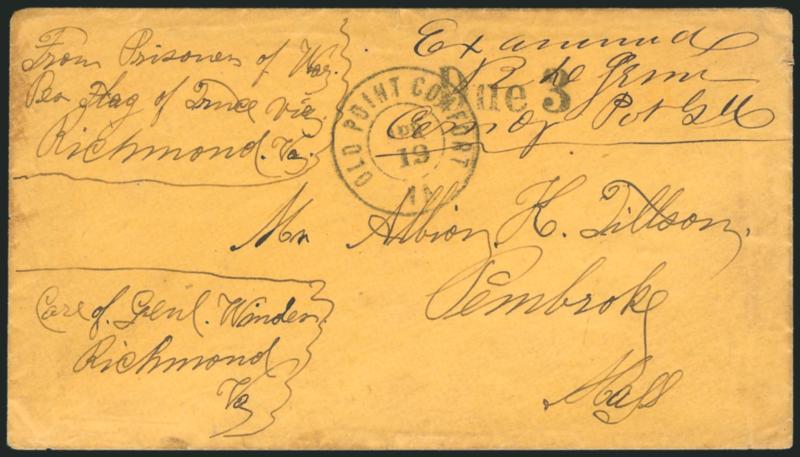 From Prisoner of War.
Per Flag of Truce via
Richmond. Va.
Examined
Due 3
OLD POINT COMFORT
19
Mr Albion. K. Tillson.
Pembroke
Mass
Care of. Genl. Winder.
Richmond
Va